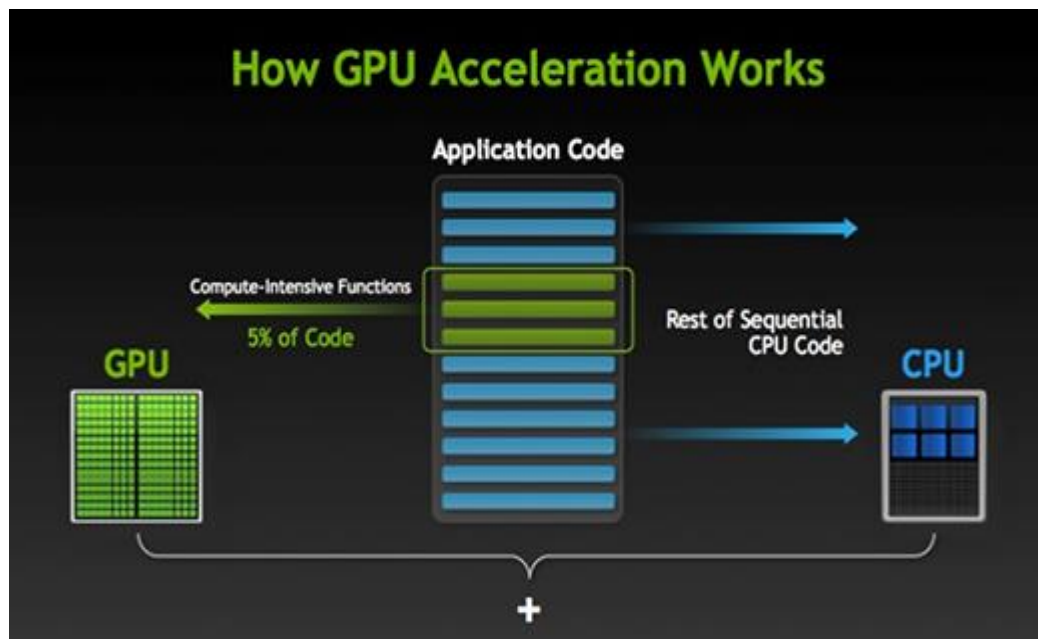 How GPU Acceleration Works
Application Code
Compute-Intensive Functions
5% of Code
Rest of Sequential
CPU Code
GPU
CPU
+